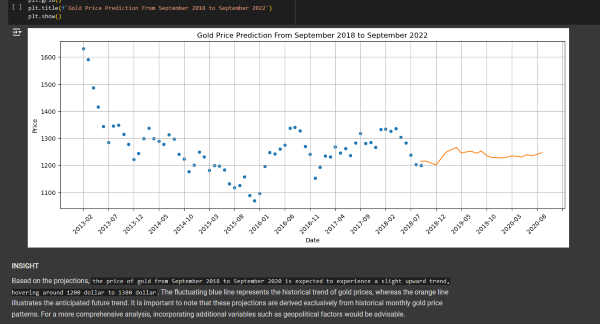 plt.title(f'Gold Price Prediction From September 2018 to September 2022')
plt.show()
Gold Price Prediction From September 2018 to September 2022
1600
1500
1400
1300
1200
1100
Price
2013-02 2013-07 2013-12 2014-05 2014-10 2015-03 2015-08 2016-01 2016-06 2016-11 2017-04 2017-09 2018-02 2018-07 2018-12 2019-05 2019-10 2020-03 2020-08
Date
INSIGHT
Based on the projections, the price of gold from September 2018 to September 2020 is expected to experience a slight upward trend,
hovering around 1200 dollar to 1300 dollar. The fluctuating blue line represents the historical trend of gold prices, whereas the orange line
illustrates the anticipated future trend. It is important to note that these projections are derived exclusively from historical monthly gold price
patterns. For a more comprehensive analysis, incorporating additional variables such as geopolitical factors would be advisable.